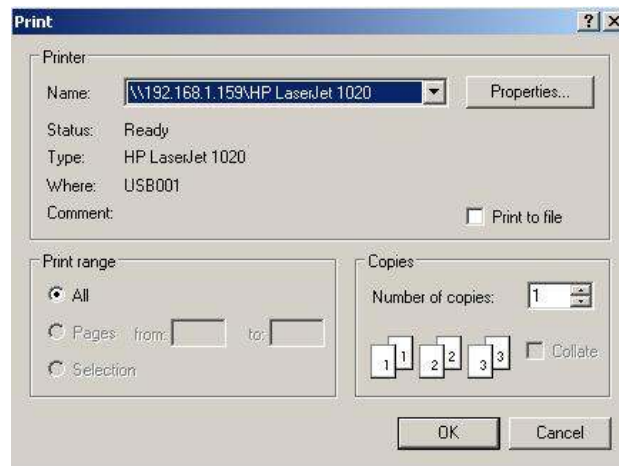 Print
Printer
Name: \\192.168.1.159\HP LaserJet 1020 Properties...
Status: Ready
Type: HP LaserJet 1020
Where: USB001
Comment: Print to file
Print range
All
Pages from: to:
Selection
Copies
Number of copies: 1
1 1 2 2 3 3 Collate
OK Cancel